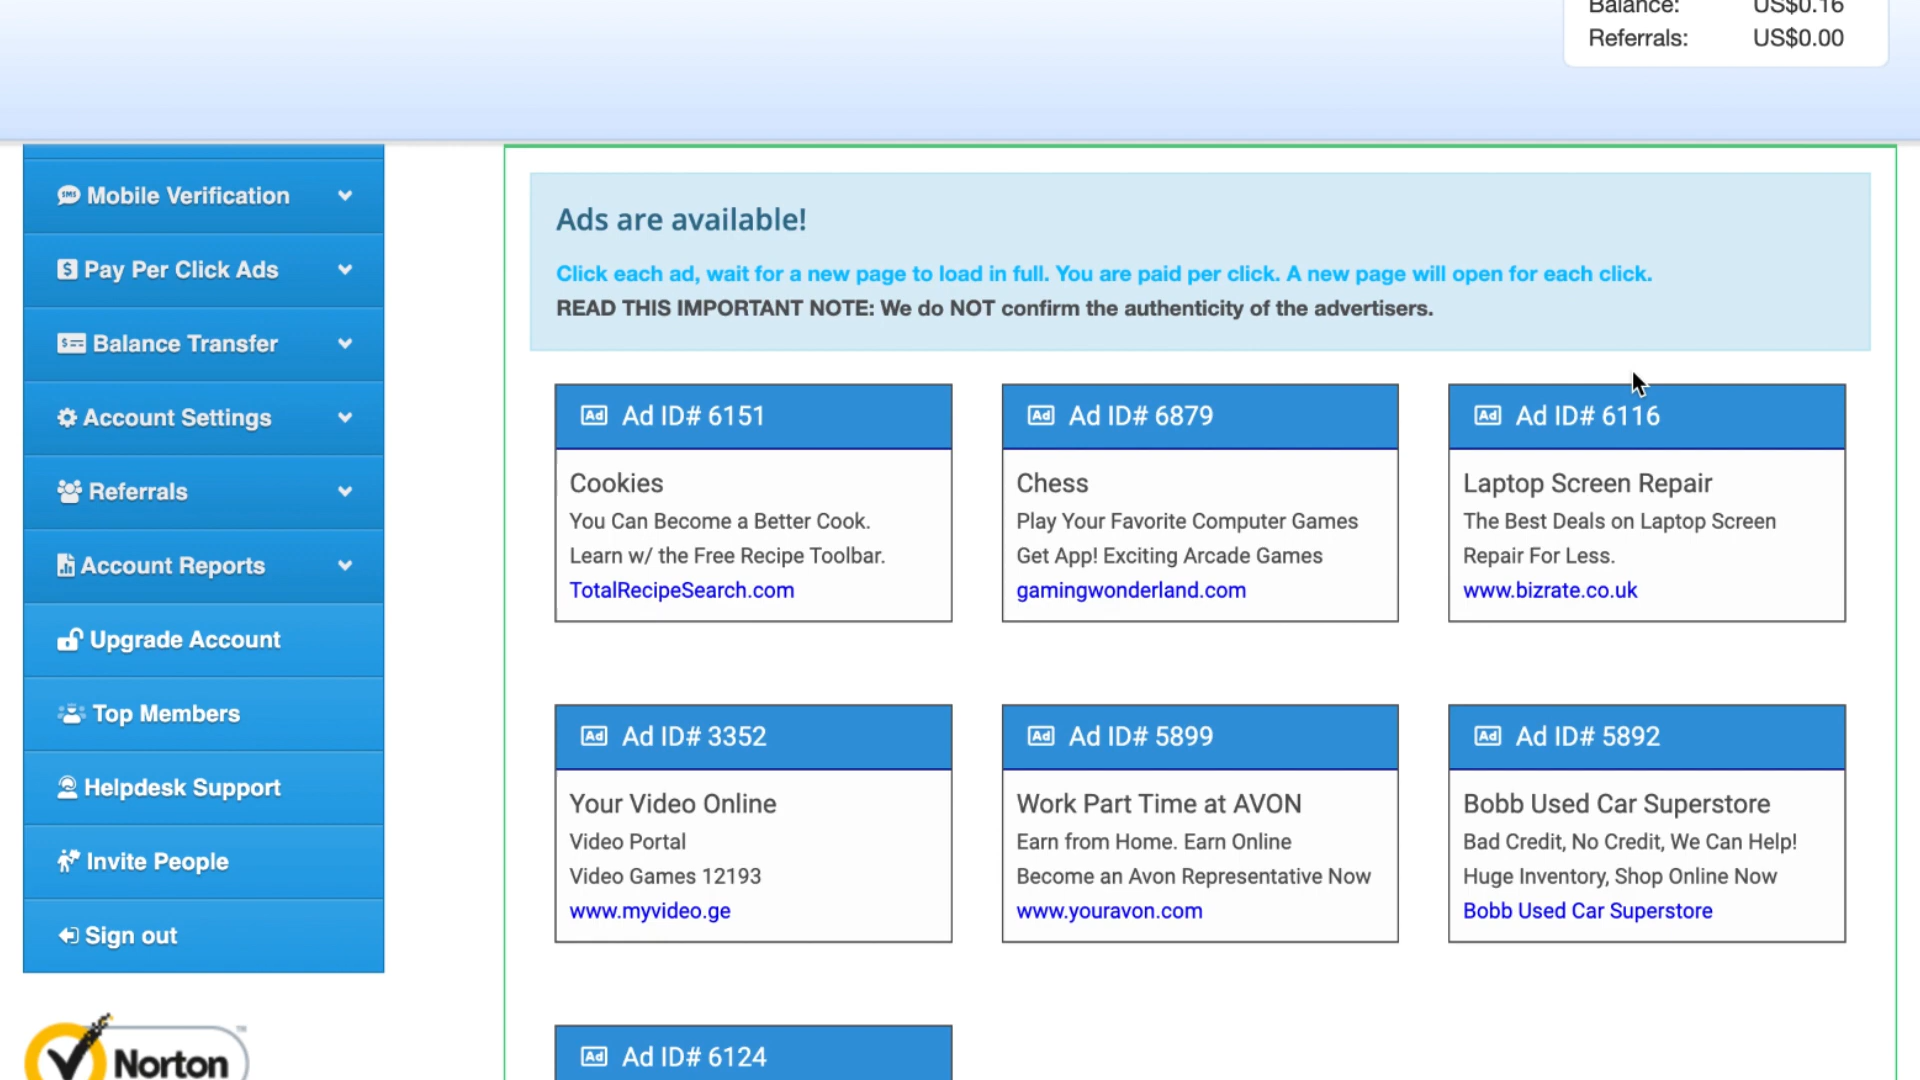 Balance: US$0.16
Referrals: US$0.00
Mobile Verification
Pay Per Click Ads
Balance Transfer
Account Settings
Referrals
Account Reports
Upgrade Account
Top Members
Helpdesk Support
Invite People
Sign out
Norton
Ads are available!
Click each ad, wait for a new page to load in full. You are paid per click. A new page will open for each click.
READ THIS IMPORTANT NOTE: We do NOT confirm the authenticity of the advertisers.
Ad Ad ID# 6151
Cookies
You Can Become a Better Cook.
Learn w/ the Free Recipe Toolbar.
TotalRecipeSearch.com
Ad Ad ID# 6879
Chess
Play Your Favorite Computer Games
Get App! Exciting Arcade Games
gamingwonderland.com
Ad Ad ID# 6116
Laptop Screen Repair
The Best Deals on Laptop Screen
Repair For Less.
www.bizrate.co.uk
Ad Ad ID# 3352
Your Video Online
Video Portal
Video Games 12193
www.myvideo.ge
Ad Ad ID# 5899
Work Part Time at AVON
Earn from Home. Earn Online
Become an Avon Representative Now
www.youravon.com
Ad Ad ID# 5892
Bobb Used Car Superstore
Bad Credit, No Credit, We Can Help!
Huge Inventory, Shop Online Now
Bobb Used Car Superstore
Ad Ad ID# 6124